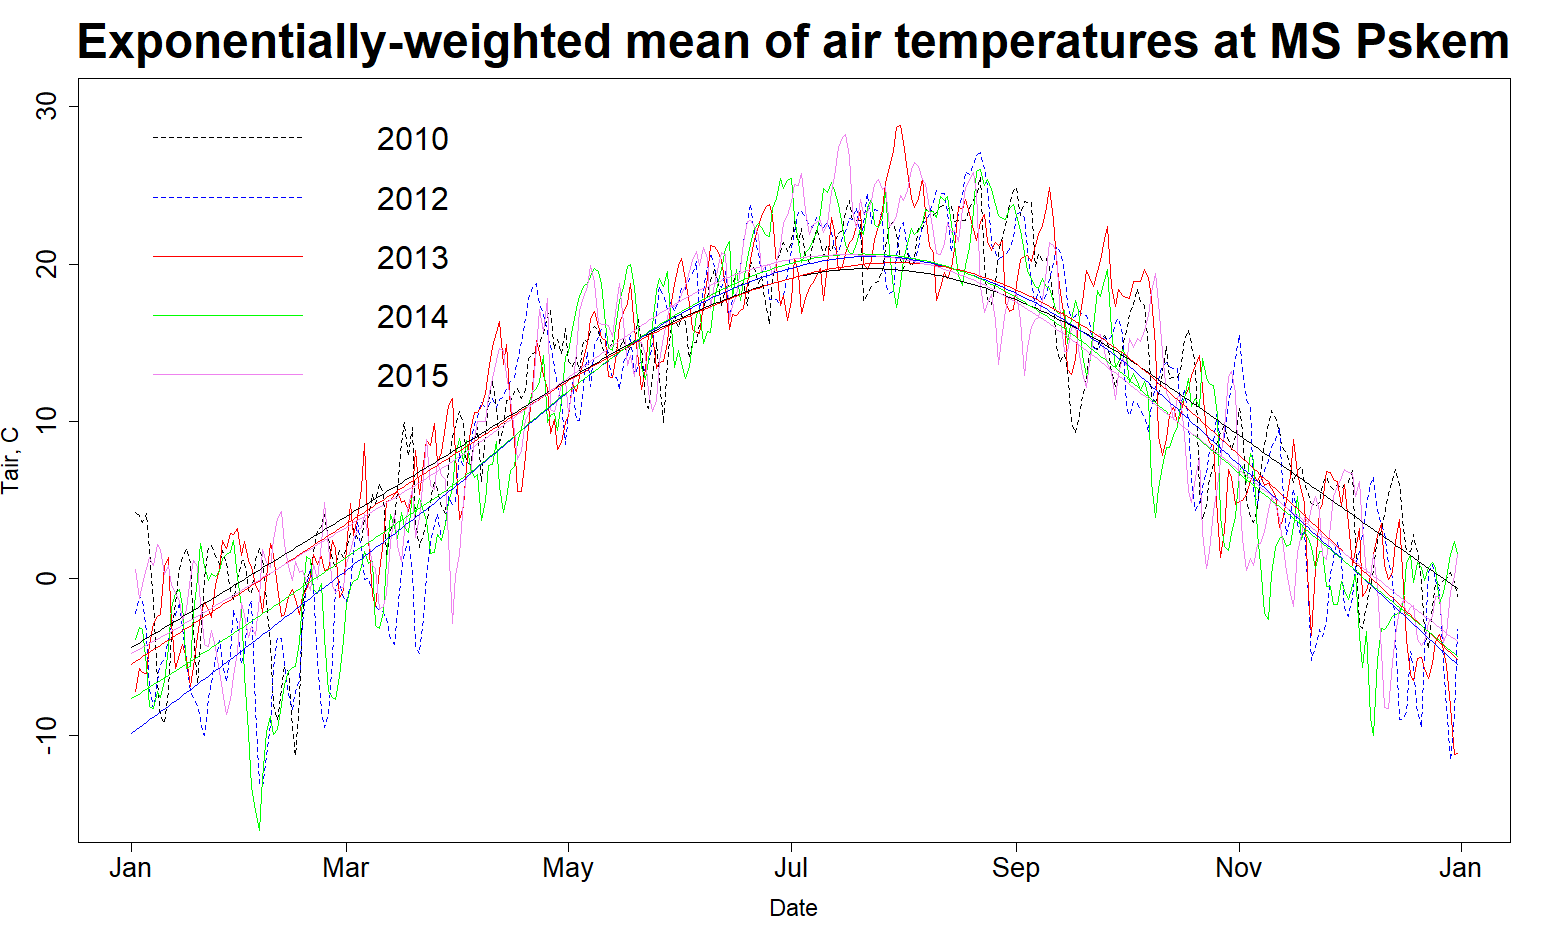 Exponentially-weighted mean of air temperatures at MS Pskem
30
20
10
0
-10
Tair, C
2010
2012
2013
2014
2015
Jan Mar May Jul Sep Nov Jan
Date